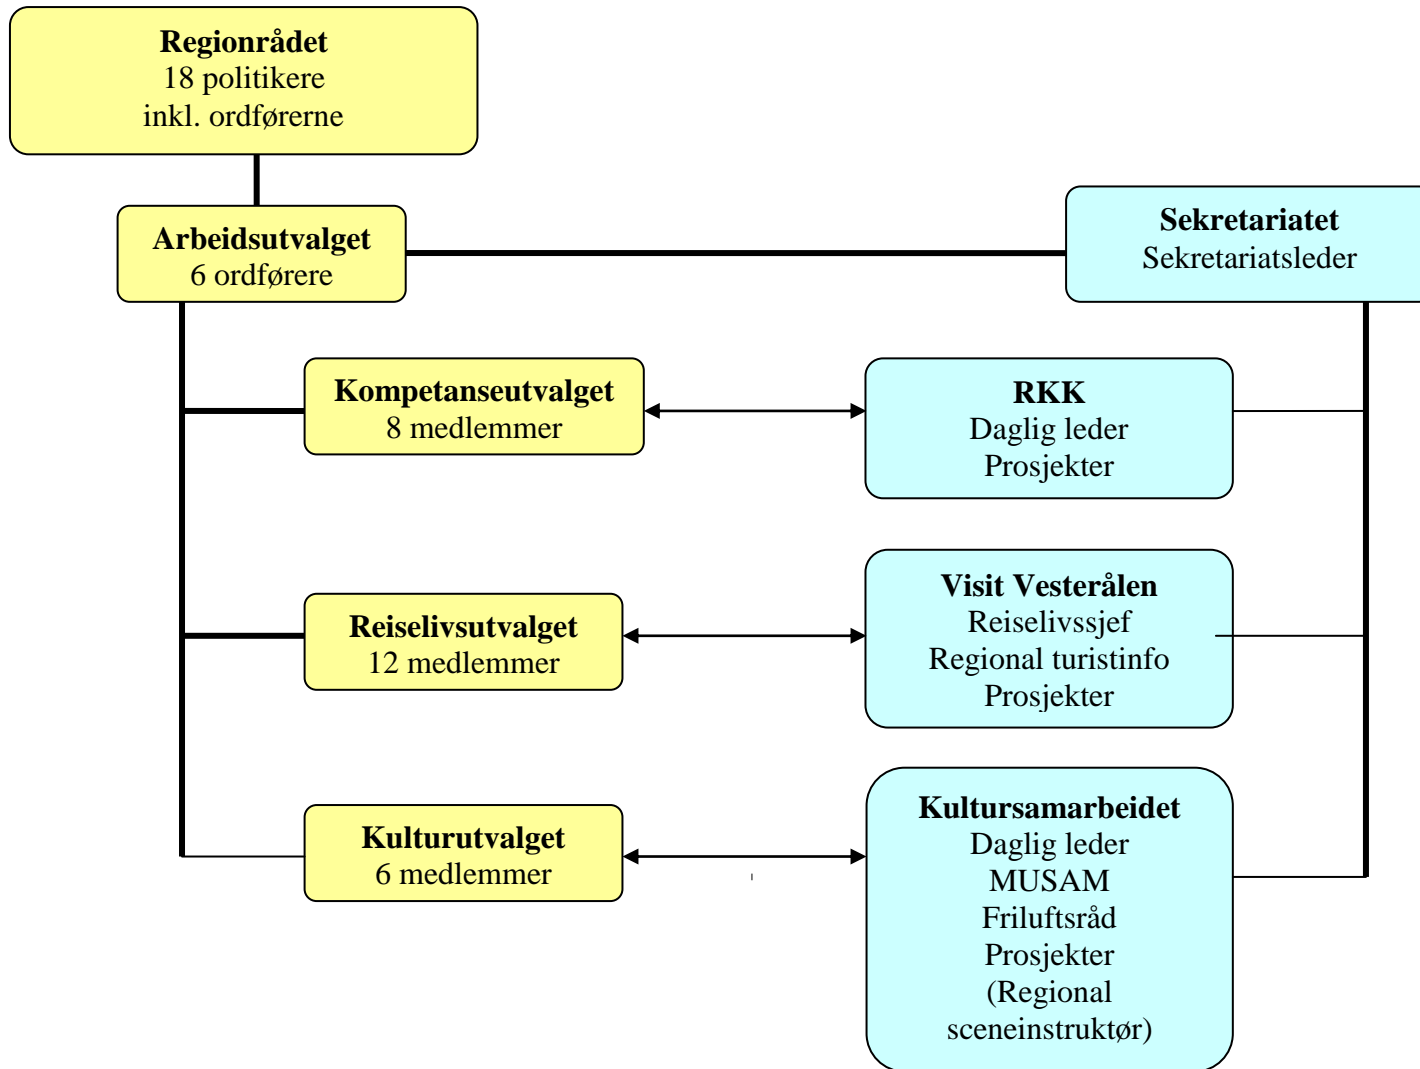 Regionrådet
18 politikere
inkl. ordførerne
Arbeidsutvalget
6 ordførere
Sekretariatet
Sekretariatsleder
Kompetanseutvalget
8 medlemmer
RKK
Daglig leder
Prosjekter
Reiselivsutvalget
12 medlemmer
Visit Vesterålen
Reiselivssjef
Regional turistinfo
Prosjekter
Kulturutvalget
6 medlemmer
Kultursamarbeidet
Daglig leder
MUSAM
Friluftsråd
Prosjekter
(Regional
sceneinstruktør)